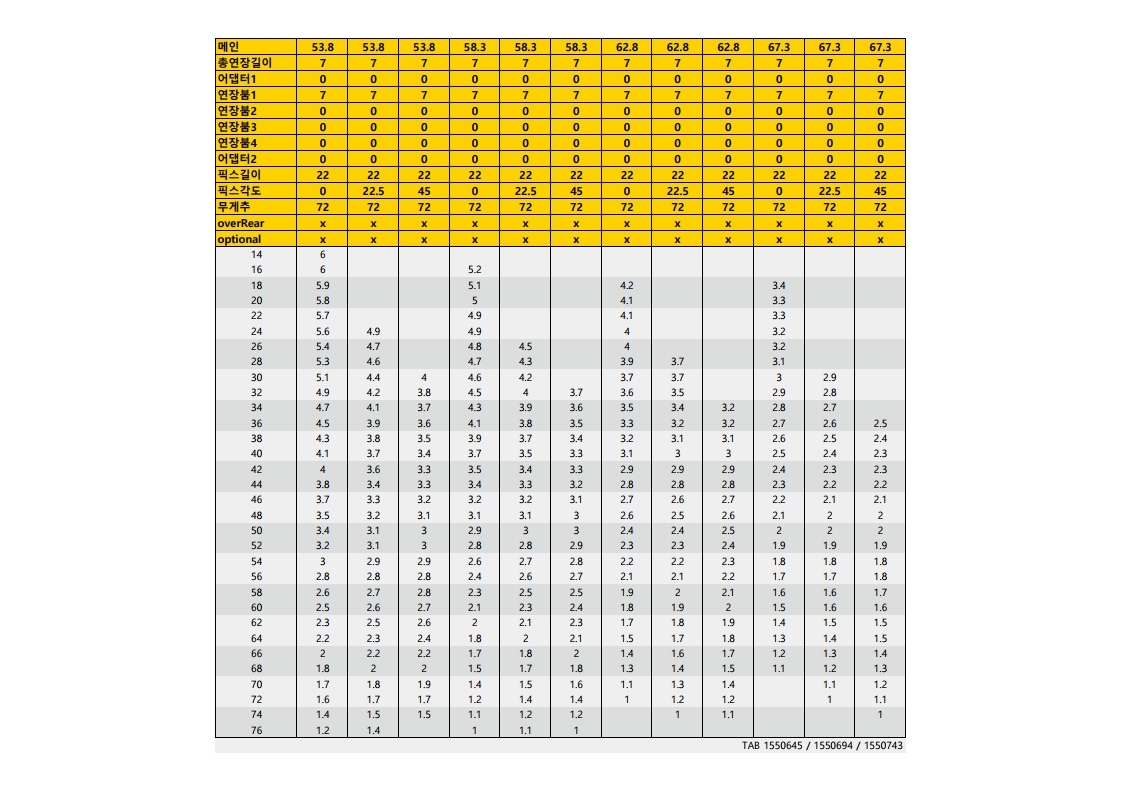 메인 53.8 53.8 53.8 58.3 58.3 58.3 62.8 62.8 62.8 67.3 67.3 67.3
총연장길이 7 7 7 7 7 7 7 7 7 7 7 7
어댑터1 0 0 0 0 0 0 0 0 0 0 0 0
연장붐1 7 7 7 7 7 7 7 7 7 7 7 7
연장붐2 0 0 0 0 0 0 0 0 0 0 0 0
연장붐3 0 0 0 0 0 0 0 0 0 0 0 0
연장붐4 0 0 0 0 0 0 0 0 0 0 0 0
어댑터2 0 0 0 0 0 0 0 0 0 0 0 0
픽스길이 22 22 22 22 22 22 22 22 22 22 22 22
픽스각도 0 22.5 45 0 22.5 45 0 22.5 45 0 22.5 45
무게추 72 72 72 72 72 72 72 72 72 72 72 72
overRear x x x x x x x x x x x x
optional x x x x x x x x x x x x
14 6
16 6 5.2
18 5.9 5.1 4.2 3.4
20 5.8 5 4.1 3.3
22 5.7 4.9 4.1 3.3
24 5.6 4.9 4.9 4 3.2
26 5.4 4.7 4.8 4.5 4 3.2
28 5.3 4.6 4.7 4.3 3.9 3.7 3.1
30 5.1 4.4 4 4.6 4.2 3.7 3.7 3 2.9
32 4.9 4.2 3.8 4.5 4 3.7 3.6 3.5 2.9 2.8
34 4.7 4.1 3.7 4.3 3.9 3.6 3.5 3.4 3.2 2.8 2.7
36 4.5 3.9 3.6 4.1 3.8 3.5 3.3 3.2 3.2 2.7 2.6 2.5
38 4.3 3.8 3.5 3.9 3.7 3.4 3.2 3.1 3.1 2.6 2.5 2.4
40 4.1 3.7 3.4 3.7 3.5 3.3 3.1 3 3 2.5 2.4 2.3
42 4 3.6 3.3 3.5 3.4 3.3 2.9 2.9 2.9 2.4 2.3 2.3
44 3.8 3.4 3.3 3.4 3.3 3.2 2.8 2.8 2.8 2.3 2.2 2.2
46 3.7 3.3 3.2 3.2 3.2 3.1 2.7 2.6 2.7 2.2 2.1 2.1
48 3.5 3.2 3.1 3.1 3.1 3 2.6 2.5 2.6 2.1 2 2
50 3.4 3.1 3 2.9 3 3 2.4 2.4 2.5 2 2 2
52 3.2 3.1 3 2.8 2.8 2.9 2.3 2.3 2.4 1.9 1.9 1.9
54 3 2.9 2.9 2.6 2.7 2.8 2.2 2.2 2.3 1.8 1.8 1.8
56 2.8 2.8 2.8 2.4 2.6 2.7 2.1 2.1 2.2 1.7 1.7 1.8
58 2.6 2.7 2.8 2.3 2.5 2.5 1.9 2 2.1 1.6 1.6 1.7
60 2.5 2.6 2.7 2.1 2.3 2.4 1.8 1.9 2 1.5 1.6 1.6
62 2.3 2.5 2.6 2 2.1 2.3 1.7 1.8 1.9 1.4 1.5 1.5
64 2.2 2.3 2.4 1.8 2 2.1 1.5 1.7 1.8 1.3 1.4 1.5
66 2 2.2 2.2 1.7 1.8 2 1.4 1.6 1.7 1.2 1.3 1.4
68 1.8 2 2 1.5 1.7 1.8 1.3 1.4 1.5 1.1 1.2 1.3
70 1.7 1.8 1.9 1.4 1.5 1.6 1.1 1.3 1.4 1.1 1.2
72 1.6 1.7 1.7 1.2 1.4 1.4 1 1.2 1.2 1 1.1
74 1.4 1.5 1.5 1.1 1.2 1.2 1 1.1 1
76 1.2 1.4 1 1.1 1
TAB 1550645 / 1550694 / 1550743